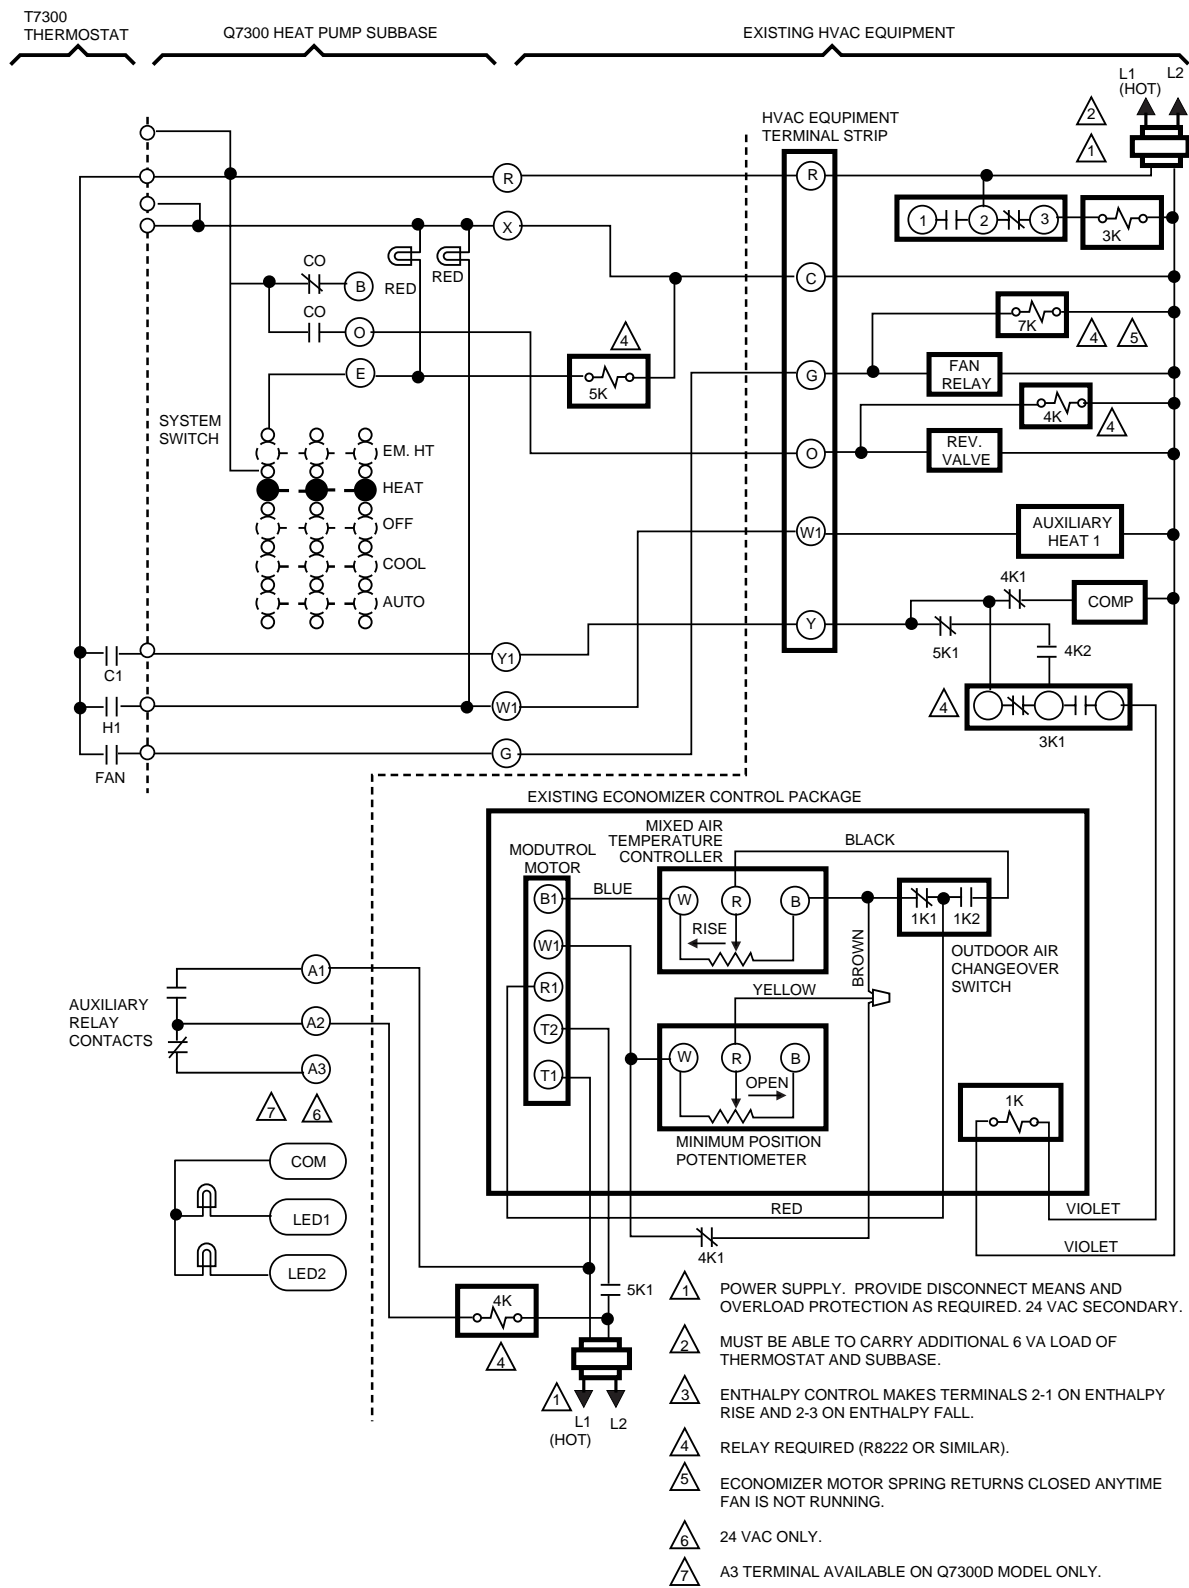 T7300
THERMOSTAT
Q7300 HEAT PUMP SUBBASE
EXISTING HVAC EQUIPMENT
L1
(HOT)
L2
2
1
HVAC EQUPIMENT
TERMINAL STRIP
R
R
1
2
3
3K
X
CO
B
RED
RED
C
CO
O
4
7K
4
5
E
5K
G
FAN
RELAY
4K
4
SYSTEM
SWITCH
EM. HT
O
REV.
VALVE
HEAT
OFF
W1
AUXILIARY
HEAT 1
COOL
4K1
AUTO
COMP
Y
5K1
4K2
C1
Y1
4
H1
W1
3K1
FAN
G
EXISTING ECONOMIZER CONTROL PACKAGE
MIXED AIR
TEMPERATURE
CONTROLLER
BLACK
MODUTROL
MOTOR
B1
BLUE
W
R
B
1K1
1K2
RISE
W1
BROWN
OUTDOOR AIR
CHANGEOVER
SWITCH
A1
R1
YELLOW
AUXILIARY
RELAY
CONTACTS
A2
T2
W
R
B
A3
T1
OPEN
7
6
1K
MINIMUM POSITION
POTENTIOMETER
COM
RED
VIOLET
LED1
VIOLET
4K1
LED2
5K1
4K
4
1
L1
(HOT)
L2
1 POWER SUPPLY. PROVIDE DISCONNECT MEANS AND
OVERLOAD PROTECTION AS REQUIRED. 24 VAC SECONDARY.
2 MUST BE ABLE TO CARRY ADDITIONAL 6 VA LOAD OF
THERMOSTAT AND SUBBASE.
3 ENTHALPY CONTROL MAKES TERMINALS 2-1 ON ENTHALPY
RISE AND 2-3 ON ENTHALPY FALL.
4 RELAY REQUIRED (R8222 OR SIMILAR).
5 ECONOMIZER MOTOR SPRING RETURNS CLOSED ANYTIME
FAN IS NOT RUNNING.
6 24 VAC ONLY.
7 A3 TERMINAL AVAILABLE ON Q7300D MODEL ONLY.